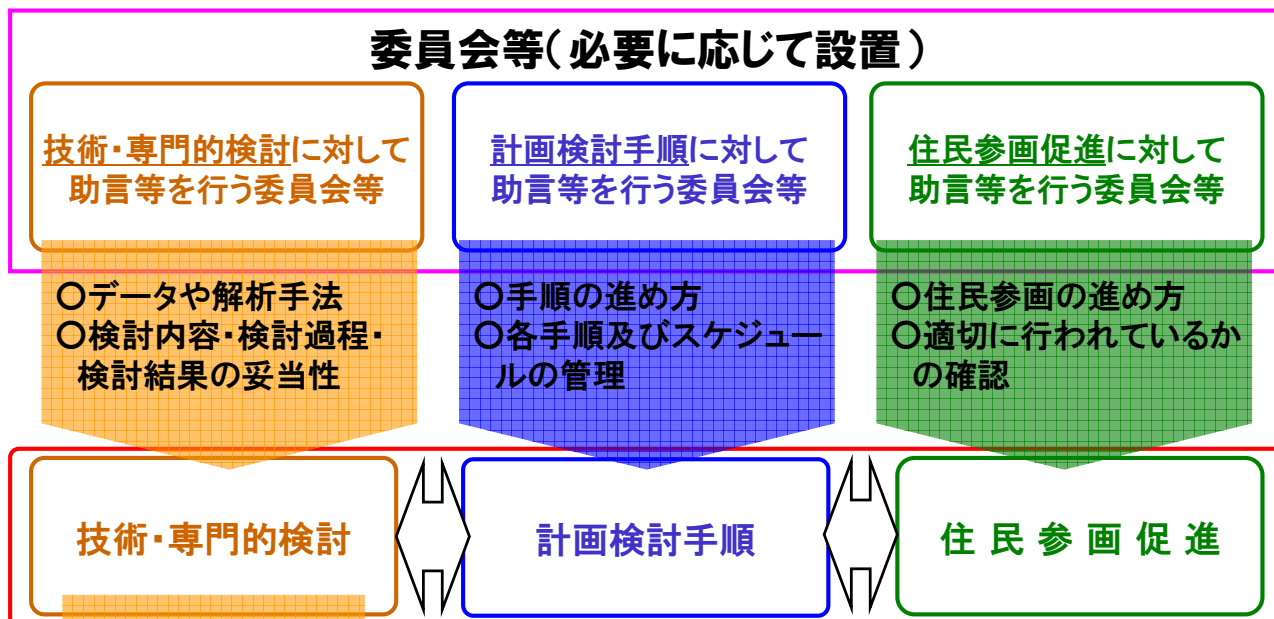 委員会等(必要に応じて設置)
技術・専門的検討に対して
助言等を行う委員会等
計画検討手順に対して
助言等を行う委員会等
住民参画促進に対して
助言等を行う委員会等
○データや解析手法
○検討内容・検討過程・
検討結果の妥当性
○手順の進め方
○各手順及びスケジュー
ルの管理
○住民参画の進め方
○適切に行われているか
の確認
技術・専門的検討
計画検討手順
住民参画促進